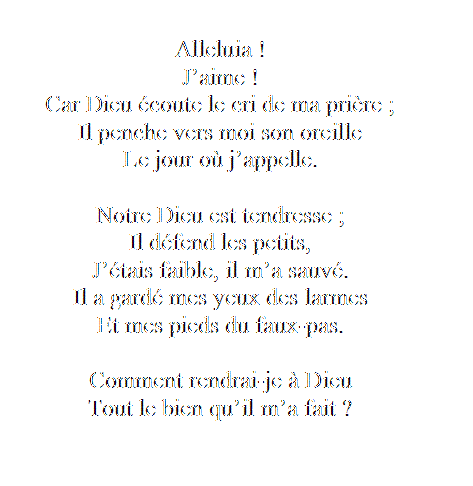 Alleluia !
J’aime !
Car Dieu écoute le cri de ma prière ;
Il penche vers moi son oreille
Le jour où j’appelle.
Notre Dieu est tendresse ;
Il défend les petits,
J’étais faible, il m’a sauvé.
Il a gardé mes yeux des larmes
Et mes pieds du faux-pas.
Comment rendrai-je à Dieu
Tout le bien qu’il m’a fait ?